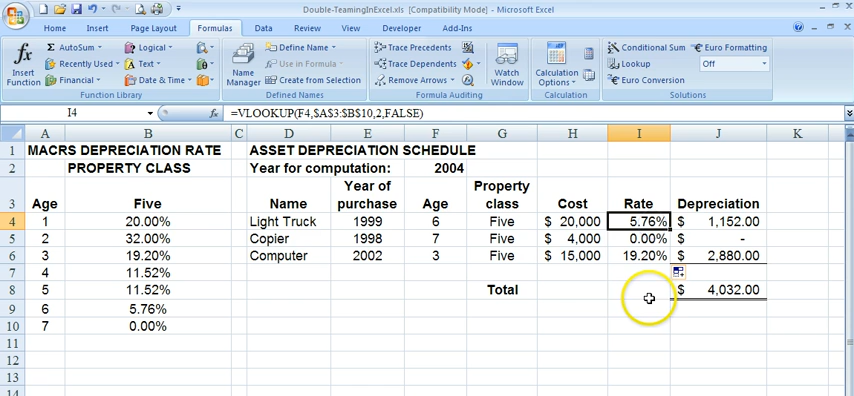 Double-TeamingInExcel.xls [Compatibility Mode] - Microsoft Excel
Home Insert Page Layout Formulas Data Review View Developer Add-Ins
fx Insert Function
Σ AutoSum
Recently Used
Financial
Logical
Text
Date & Time
Function Library
Name Manager
Define Name
Use in Formula
Create from Selection
Defined Names
Trace Precedents
Trace Dependents
Remove Arrows
Formula Auditing
Watch Window
Calculation Options
Calculation
Conditional Sum
Lookup
Euro Conversion
Euro Formatting
Off
Solutions
I4 fx =VLOOKUP(F4,$A$3:$B$10,2,FALSE)
A B C D E F G H I J K
1 MACRS DEPRECIATION RATE ASSET DEPRECIATION SCHEDULE
2 PROPERTY CLASS Year for computation: 2004
3 Age Five Name Year of purchase Age Property class Cost Rate Depreciation
4 1 20.00% Light Truck 1999 6 Five $ 20,000 5.76% $ 1,152.00
5 2 32.00% Copier 1998 7 Five $ 4,000 0.00% $ -
6 3 19.20% Computer 2002 3 Five $ 15,000 19.20% $ 2,880.00
7 4 11.52%
8 5 11.52% Total $ 4,032.00
9 6 5.76%
10 7 0.00%
11
12
13
14